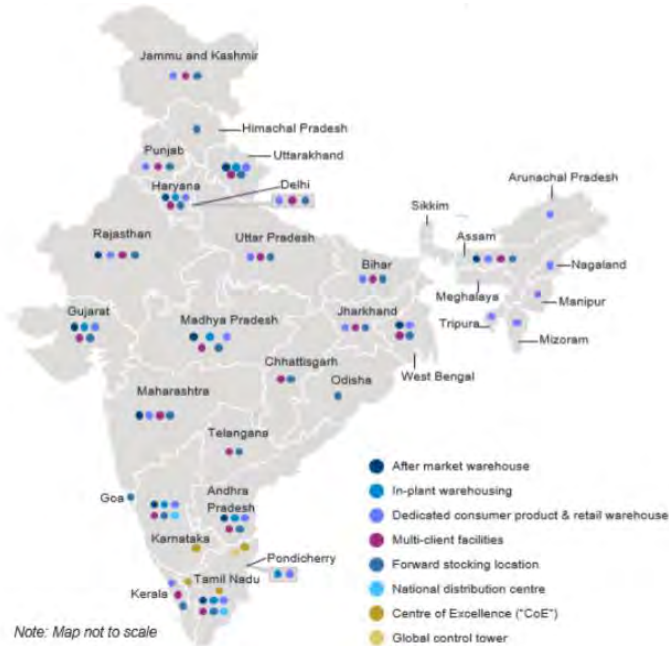 Jammu and Kashmir
Himachal Pradesh
Punjab
Uttarakhand
Haryana
Delhi
Arunachal Pradesh
Sikkim
Rajasthan
Uttar Pradesh
Assam
Bihar
Nagaland
Meghalaya
Manipur
Gujarat
Madhya Pradesh
Jharkhand
Tripura
Mizoram
Chhattisgarh
West Bengal
Odisha
Maharashtra
Telangana
After market warehouse
In-plant warehousing
Goa
Andhra
Pradesh
Dedicated consumer product & retail warehouse
Multi-client facilities
Karnataka
Pondicherry
Forward stocking location
Tamil Nadu
National distribution centre
Kerala
Centre of Excellence ("CoE")
Note: Map not to scale
Global control tower